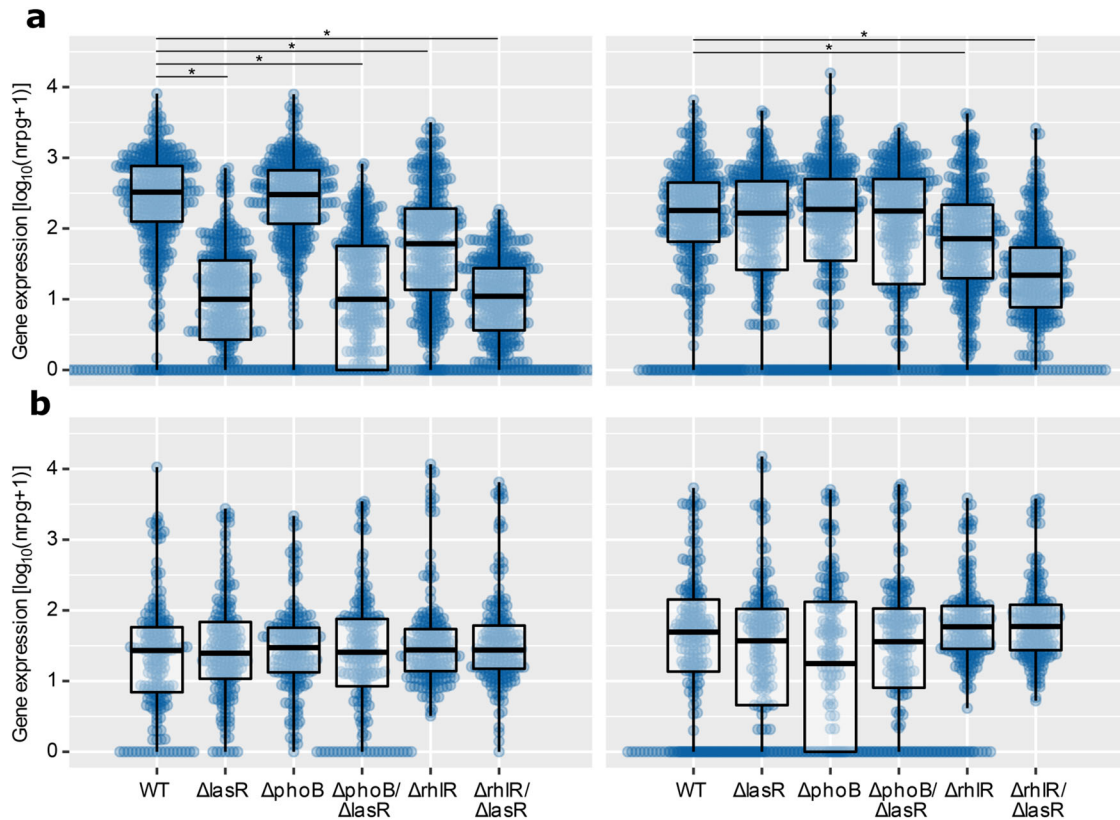 a
* * * *
* *
Gene expression [log₁₀(nrpg+1)]
4
3
2
1
0
b
Gene expression [log₁₀(nrpg+1)]
4
3
2
1
0
WT ΔlasR ΔphoB ΔphoB/ ΔrhlR ΔrhlR/
ΔlasR ΔlasR
WT ΔlasR ΔphoB ΔphoB/ ΔrhlR ΔrhlR/
ΔlasR ΔlasR